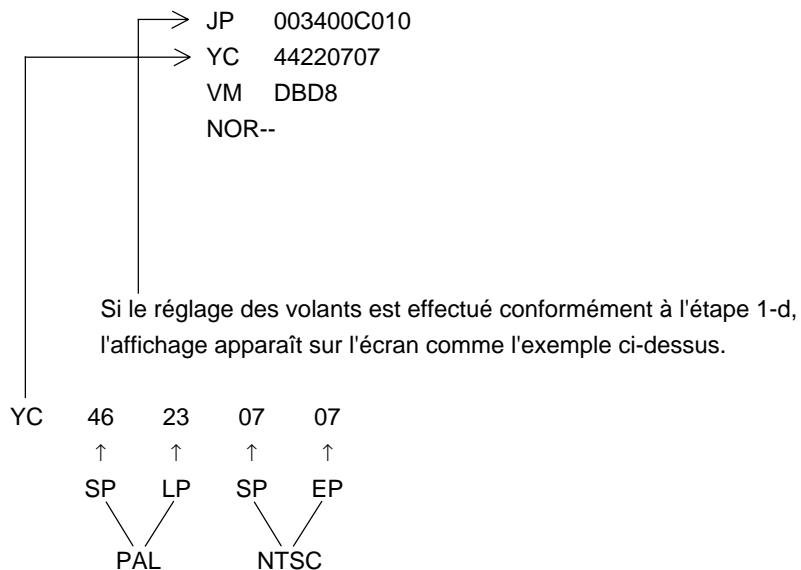 JP 003400C010
YC 44220707
VM DBD8
NOR--
Si le réglage des volants est effectué conformément à l'étape 1-d,
l'affichage apparaît sur l'écran comme l'exemple ci-dessus.
YC 46 23 07 07
↑ ↑ ↑ ↑
SP LP SP EP
PAL NTSC